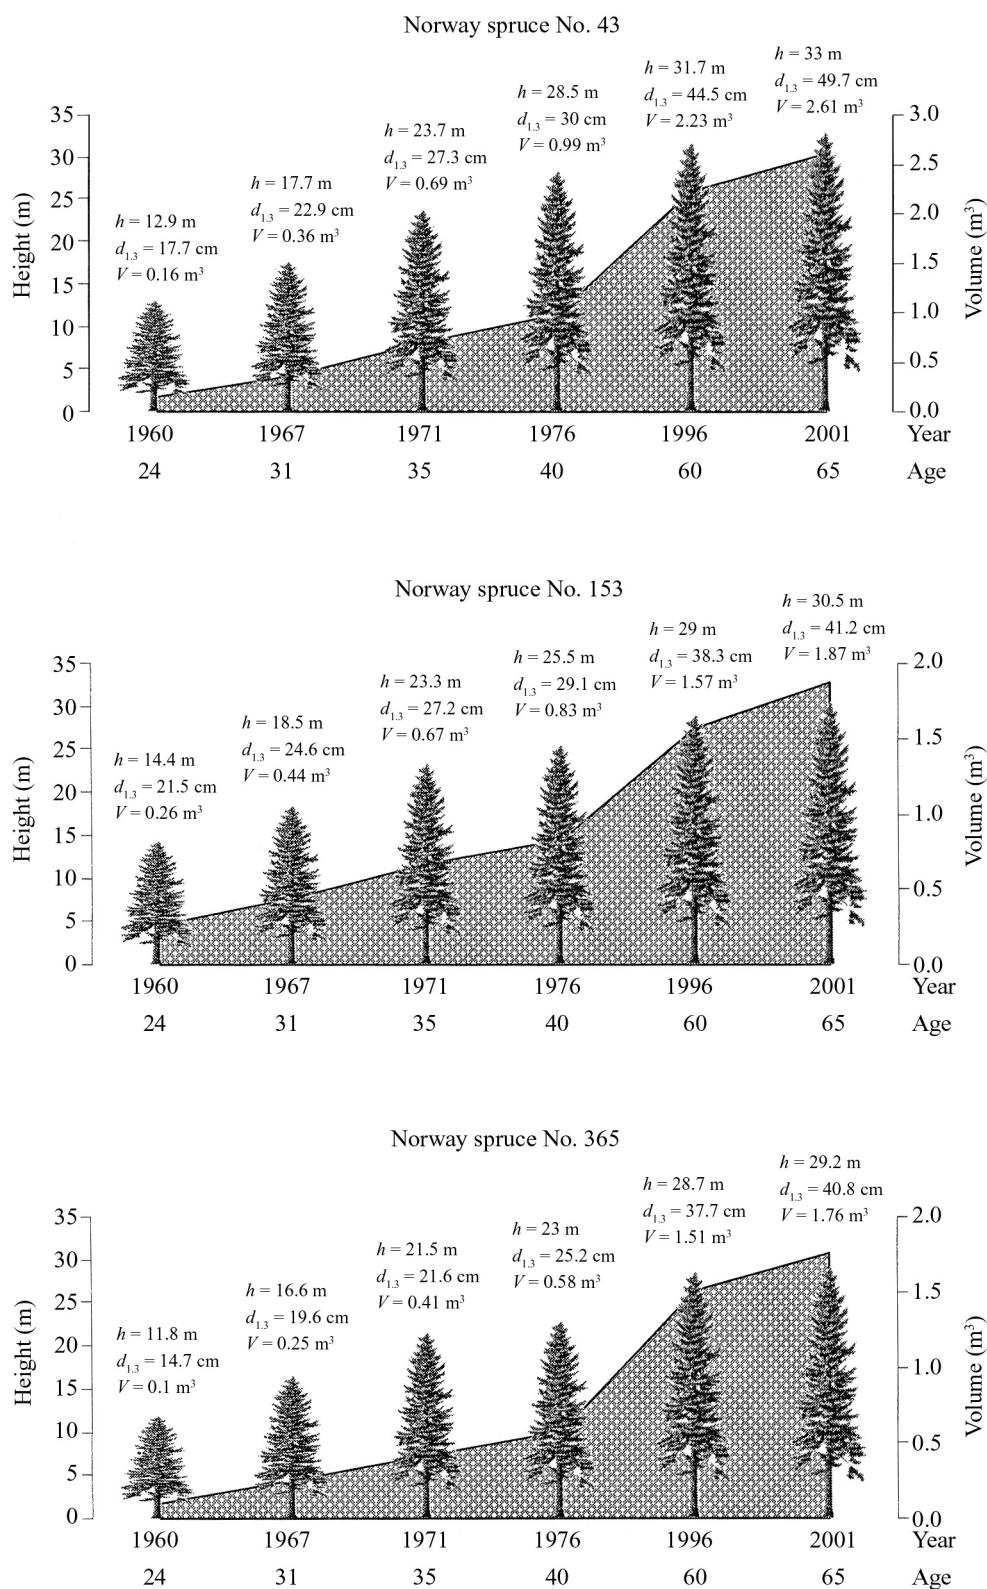 Norway spruce No. 43
h = 33 m
d1.3 = 49.7 cm
V = 2.61 m³
h = 31.7 m
d1.3 = 44.5 cm
V = 2.23 m³
h = 28.5 m
d1.3 = 30 cm
V = 0.99 m³
h = 23.7 m
d1.3 = 27.3 cm
V = 0.69 m³
h = 17.7 m
d1.3 = 22.9 cm
V = 0.36 m³
h = 12.9 m
d1.3 = 17.7 cm
V = 0.16 m³
Height (m)
35
30
25
20
15
10
5
0
3.0
2.5
2.0
1.5
1.0
0.5
0.0
Volume (m³)
1960 1967 1971 1976 1996 2001 Year
24 31 35 40 60 65 Age
Norway spruce No. 153
h = 30.5 m
d1.3 = 41.2 cm
V = 1.87 m³
h = 29 m
d1.3 = 38.3 cm
V = 1.57 m³
h = 25.5 m
d1.3 = 29.1 cm
V = 0.83 m³
h = 23.3 m
d1.3 = 27.2 cm
V = 0.67 m³
h = 18.5 m
d1.3 = 24.6 cm
V = 0.44 m³
h = 14.4 m
d1.3 = 21.5 cm
V = 0.26 m³
Height (m)
35
30
25
20
15
10
5
0
2.0
1.5
1.0
0.5
0.0
Volume (m³)
1960 1967 1971 1976 1996 2001 Year
24 31 35 40 60 65 Age
Norway spruce No. 365
h = 29.2 m
d1.3 = 40.8 cm
V = 1.76 m³
h = 28.7 m
d1.3 = 37.7 cm
V = 1.51 m³
h = 23 m
d1.3 = 25.2 cm
V = 0.58 m³
h = 21.5 m
d1.3 = 21.6 cm
V = 0.41 m³
h = 16.6 m
d1.3 = 19.6 cm
V = 0.25 m³
h = 11.8 m
d1.3 = 14.7 cm
V = 0.1 m³
Height (m)
35
30
25
20
15
10
5
0
2.0
1.5
1.0
0.5
0.0
Volume (m³)
1960 1967 1971 1976 1996 2001 Year
24 31 35 40 60 65 Age